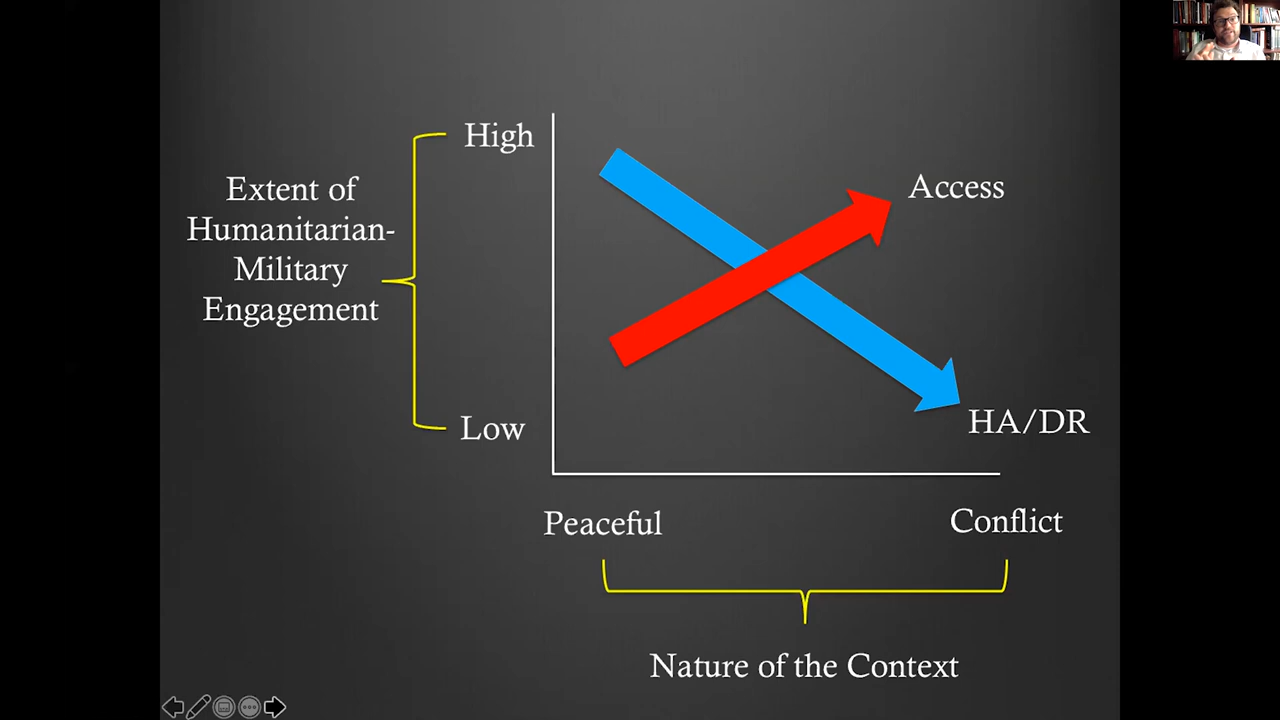 High
Extent of
Humanitarian-
Military
Engagement
Low
Access
HA/DR
Peaceful
Conflict
Nature of the Context